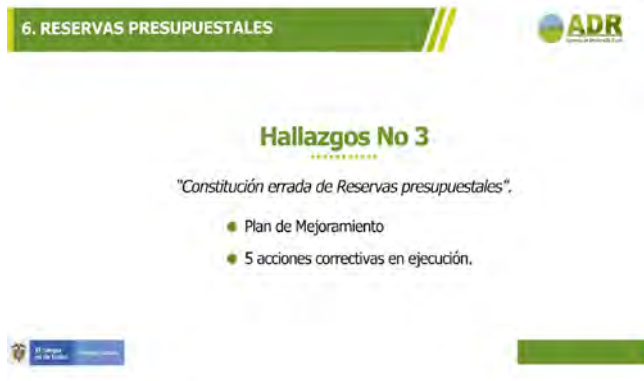 6. RESERVAS PRESUPUESTALES
ADR
Hallazgos No 3
"Constitución errada de Reservas presupuestales".
Plan de Mejoramiento
5 acciones correctivas en ejecución.